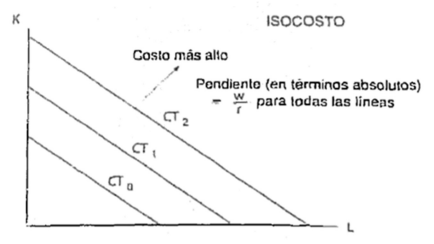 K
ISOCOSTO
Costo más alto
Pendiente (en términos absolutos)
= w/r para todas las líneas
CT2
CT1
CT0
L